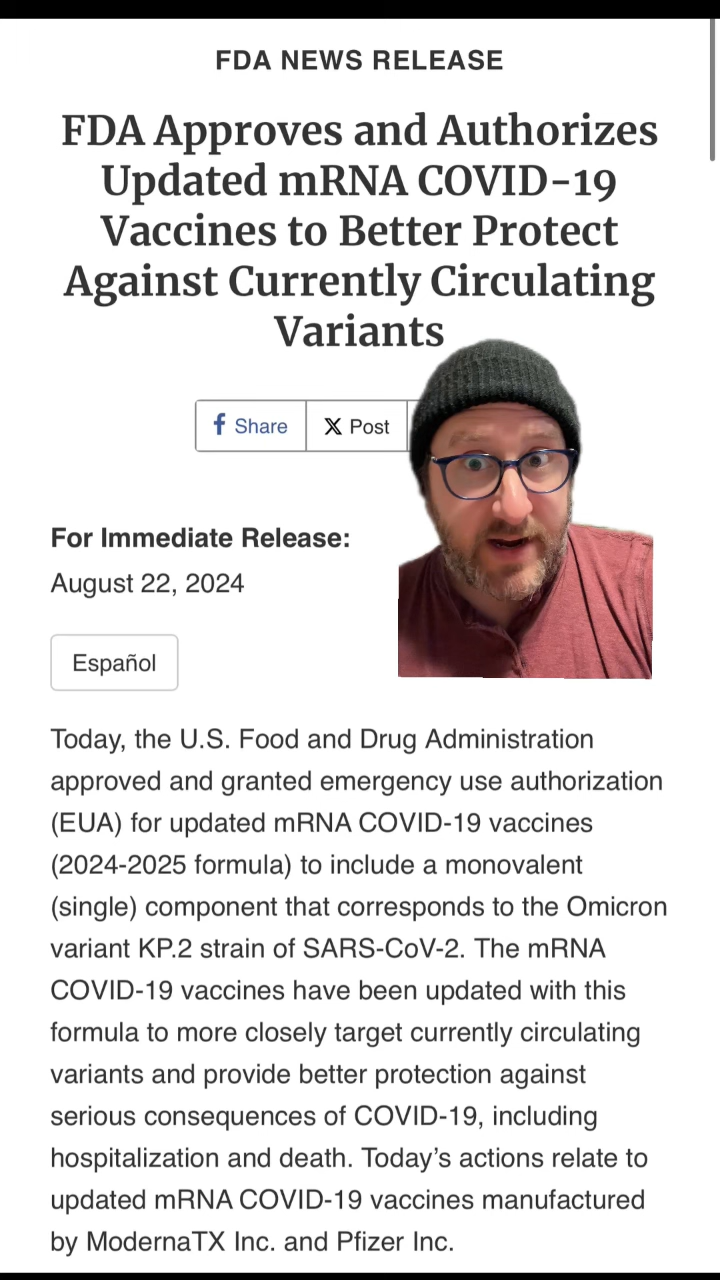 FDA NEWS RELEASE
FDA Approves and Authorizes
Updated mRNA COVID-19
Vaccines to Better Protect
Against Currently Circulating
Variants
f Share
X Post
For Immediate Release:
August 22, 2024
Español
Today, the U.S. Food and Drug Administration
approved and granted emergency use authorization
(EUA) for updated mRNA COVID-19 vaccines
(2024-2025 formula) to include a monovalent
(single) component that corresponds to the Omicron
variant KP.2 strain of SARS-CoV-2. The mRNA
COVID-19 vaccines have been updated with this
formula to more closely target currently circulating
variants and provide better protection against
serious consequences of COVID-19, including
hospitalization and death. Today’s actions relate to
updated mRNA COVID-19 vaccines manufactured
by ModernaTX Inc. and Pfizer Inc.